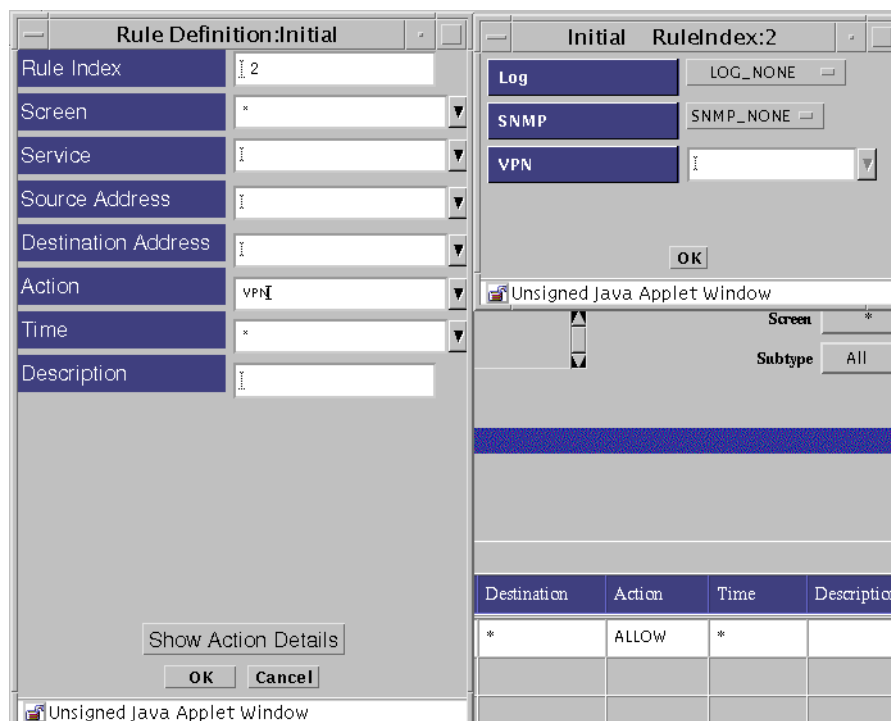 Rule Definition:Initial
Rule Index 2
Screen *
Service
Source Address
Destination Address
Action VPN
Time *
Description
Show Action Details
OK Cancel
Unsigned Java Applet Window
Initial RuleIndex:2
Log LOG_NONE
SNMP SNMP_NONE
VPN
OK
Unsigned Java Applet Window
Screen *
Subtype All
Destination Action Time Descriptio
* ALLOW *